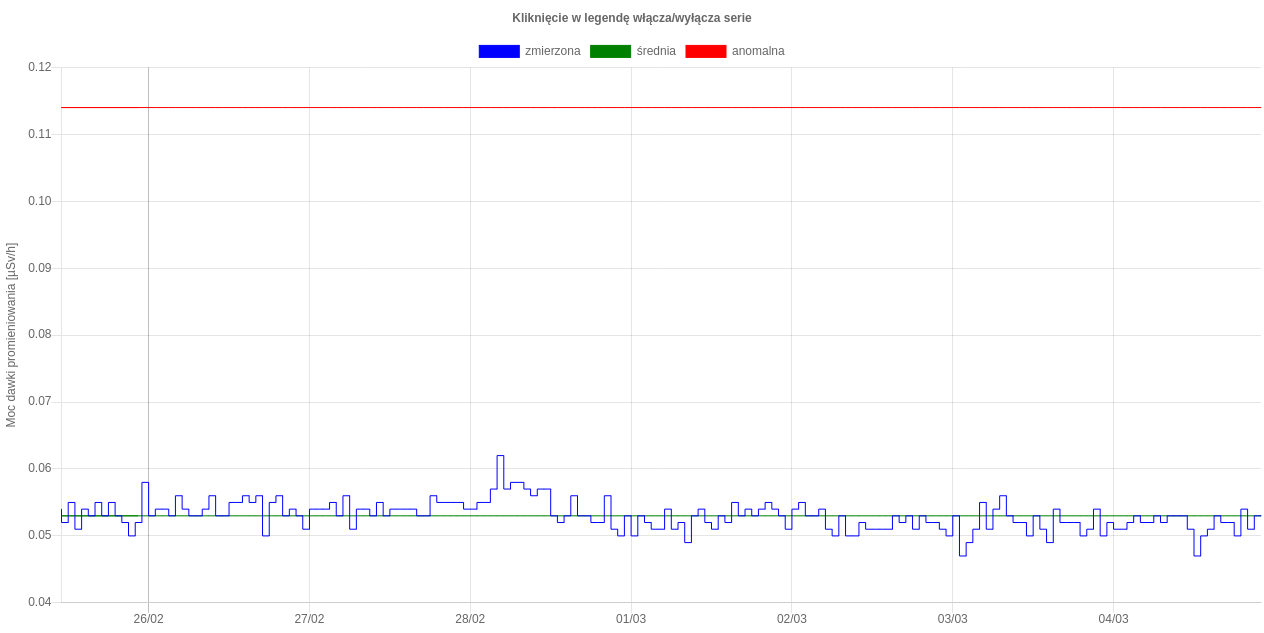 Kliknięcie w legendę włącza/wyłącza serie
zmierzona średnia anomalna
Moc dawki promieniowania [µSv/h]
0.12
0.11
0.10
0.09
0.08
0.07
0.06
0.05
0.04
26/02 27/02 28/02 01/03 02/03 03/03 04/03